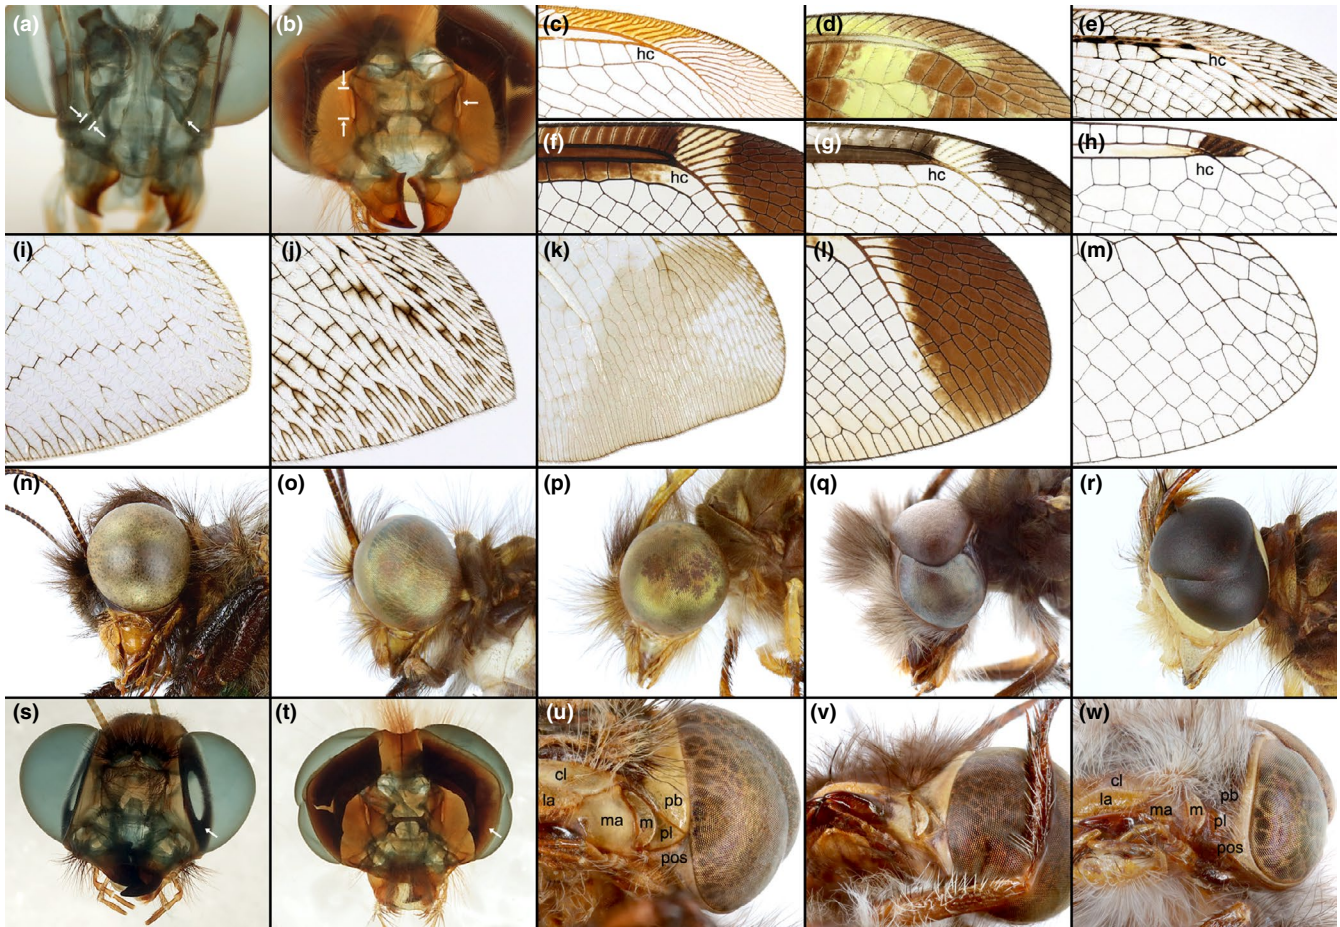 (a) (b) (c) (d) (e)
hc hc
(f) (g) (h)
hc hc hc
(i) (j) (k) (l) (m)
(n) (o) (p) (q) (r)
(s) (t) (u) (v) (w)
cl pb cl pb
la ma m la ma m
pl pl
pos pos